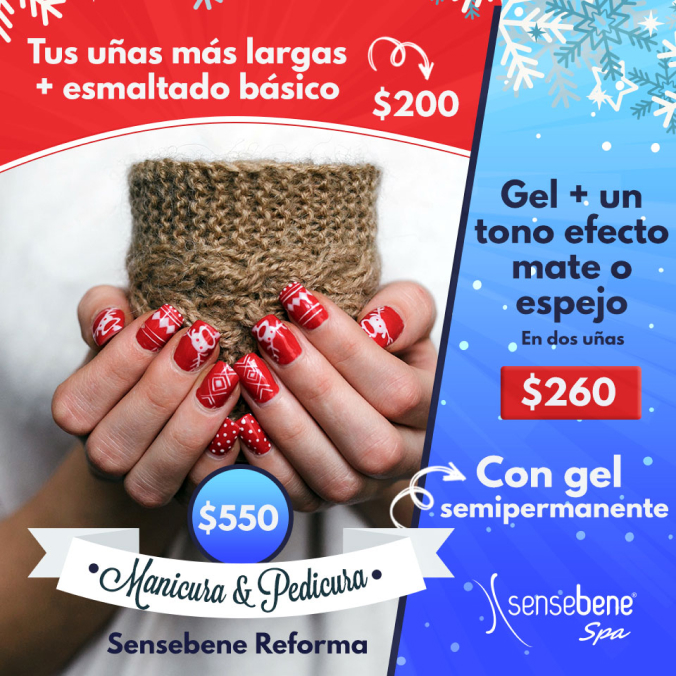 Tus uñas más largas
+ esmaltado básico
$200
Gel + un
tono efecto
mate o
espejo
En dos uñas
$260
Con gel
semipermanente
$550
•Manicura & Pedicura•
Sensebene Reforma
sensebene®
Spa